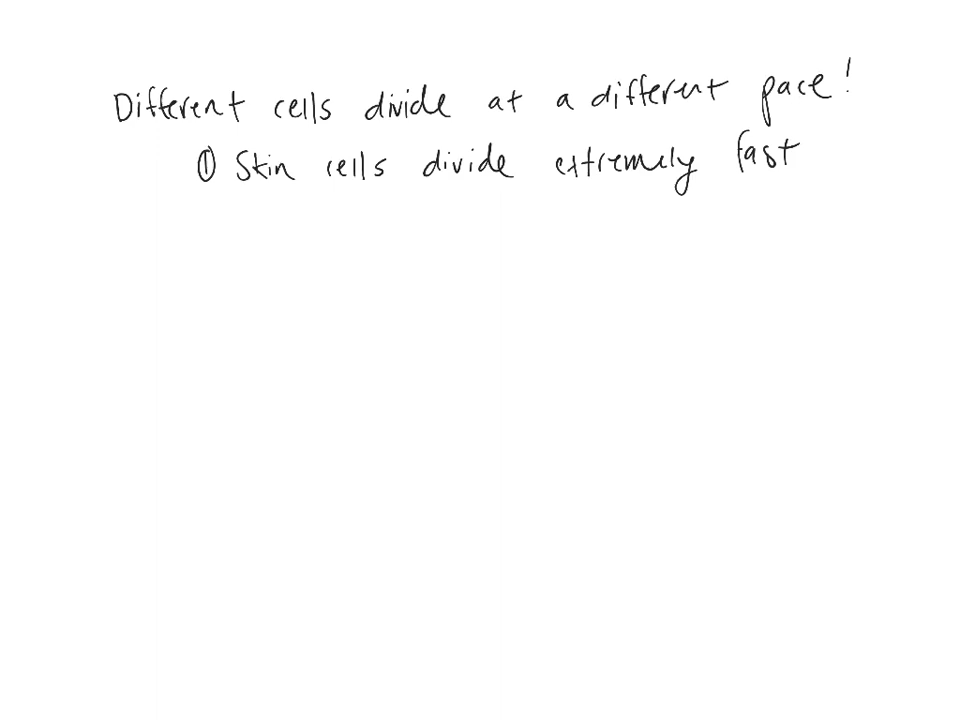 Different cells divide at a different pace!
① Skin cells divide extremely fast